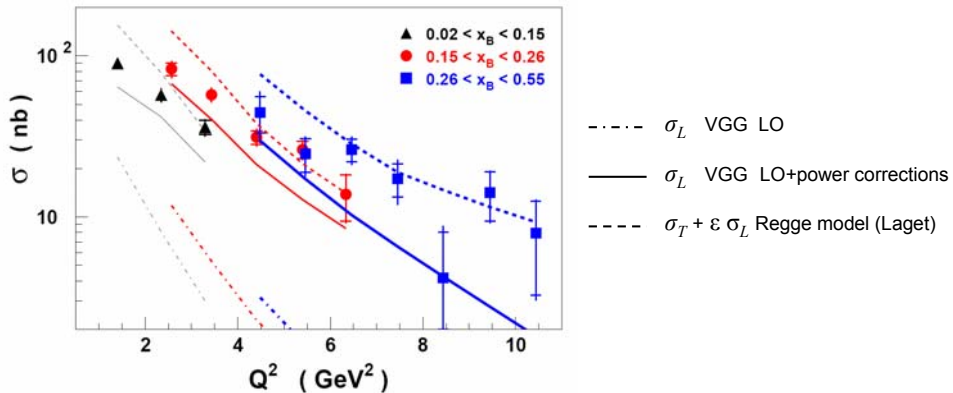 10²
10
σ ( nb )
0.02 < x_B < 0.15
0.15 < x_B < 0.26
0.26 < x_B < 0.55
2 4 6 8 10
Q² ( GeV² )
σ_L VGG LO
σ_L VGG LO+power corrections
σ_T + ε σ_L Regge model (Laget)